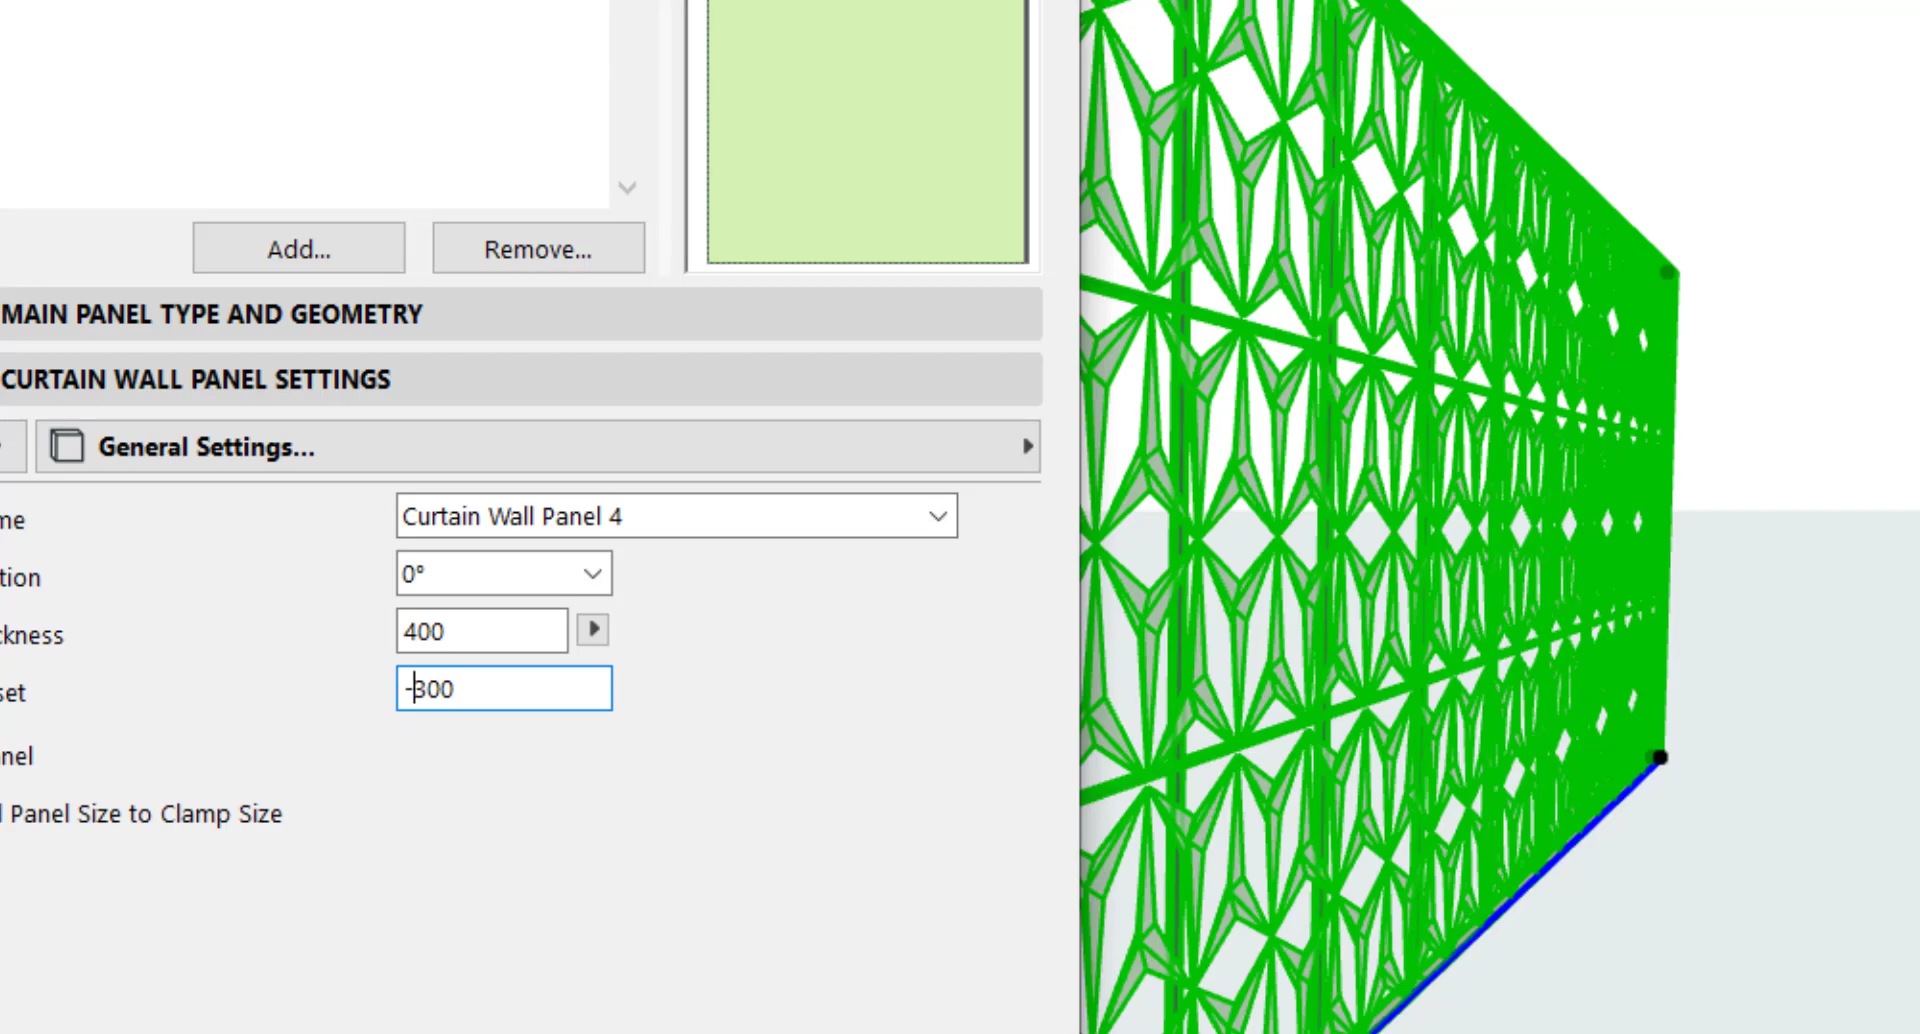 Add... Remove...
MAIN PANEL TYPE AND GEOMETRY
CURTAIN WALL PANEL SETTINGS
General Settings...
me Curtain Wall Panel 4
tion 0°
ckness 400
set -300
nel
l Panel Size to Clamp Size